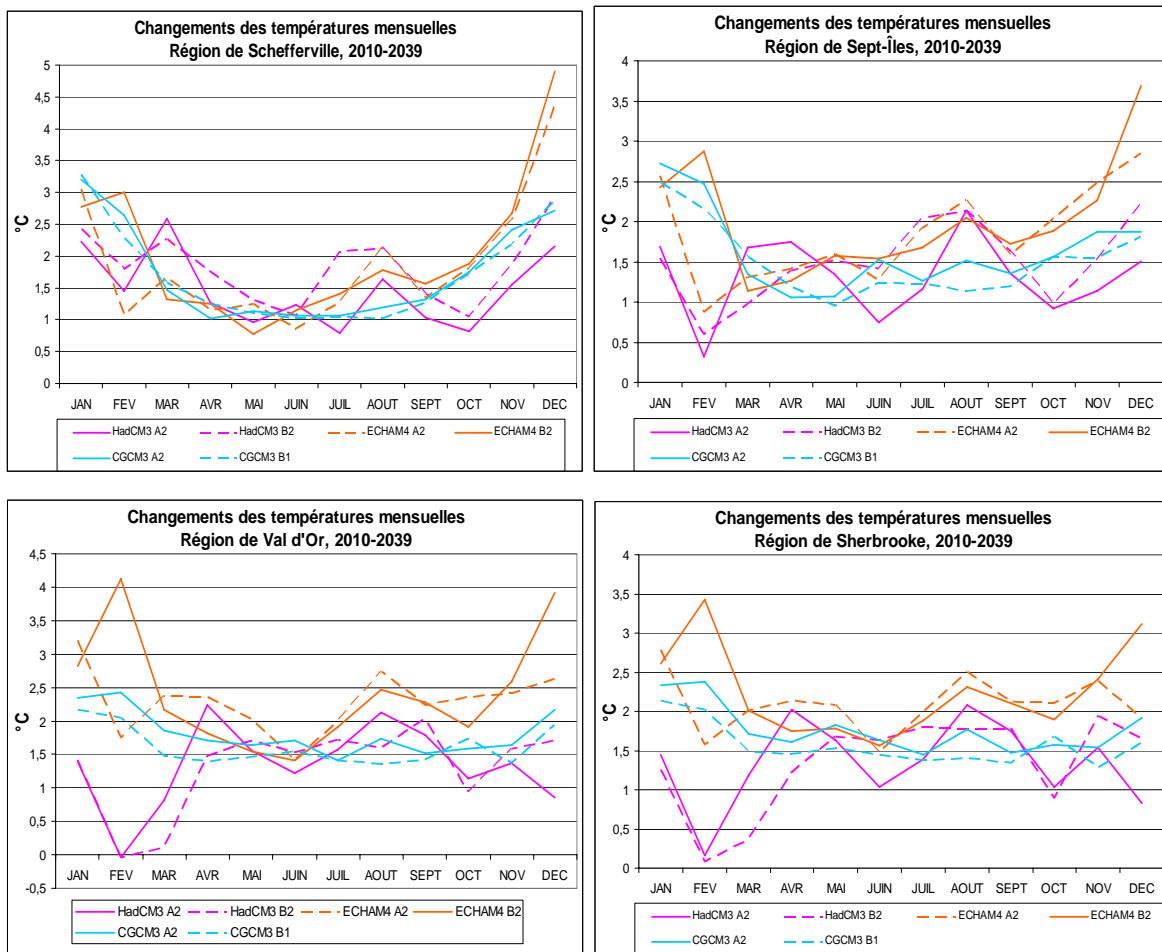 Changements des températures mensuelles
Région de Schefferville, 2010-2039
°C
5
4,5
4
3,5
3
2,5
2
1,5
1
0,5
0
JAN FEV MAR AVR MAI JUIN JUIL AOUT SEPT OCT NOV DEC
HadCM3 A2 HadCM3 B2 ECHAM4 A2 ECHAM4 B2
CGCM3 A2 CGCM3 B1
Changements des températures mensuelles
Région de Sept-Îles, 2010-2039
°C
4
3,5
3
2,5
2
1,5
1
0,5
0
JAN FEV MAR AVR MAI JUIN JUIL AOUT SEPT OCT NOV DEC
HadCM3 A2 HadCM3 B2 ECHAM4 A2 ECHAM4 B2
CGCM3 A2 CGCM3 B1
Changements des températures mensuelles
Région de Val d'Or, 2010-2039
°C
4,5
4
3,5
3
2,5
2
1,5
1
0,5
0
-0,5
JAN FEV MAR AVR MAI JUIN JUIL AOUT SEPT OCT NOV DEC
HadCM3 A2 HadCM3 B2 ECHAM4 A2 ECHAM4 B2
CGCM3 A2 CGCM3 B1
Changements des températures mensuelles
Région de Sherbrooke, 2010-2039
°C
4
3,5
3
2,5
2
1,5
1
0,5
0
JAN FEV MAR AVR MAI JUIN JUIL AOUT SEPT OCT NOV DEC
HadCM3 A2 HadCM3 B2 ECHAM4 A2 ECHAM4 B2
CGCM3 A2 CGCM3 B1